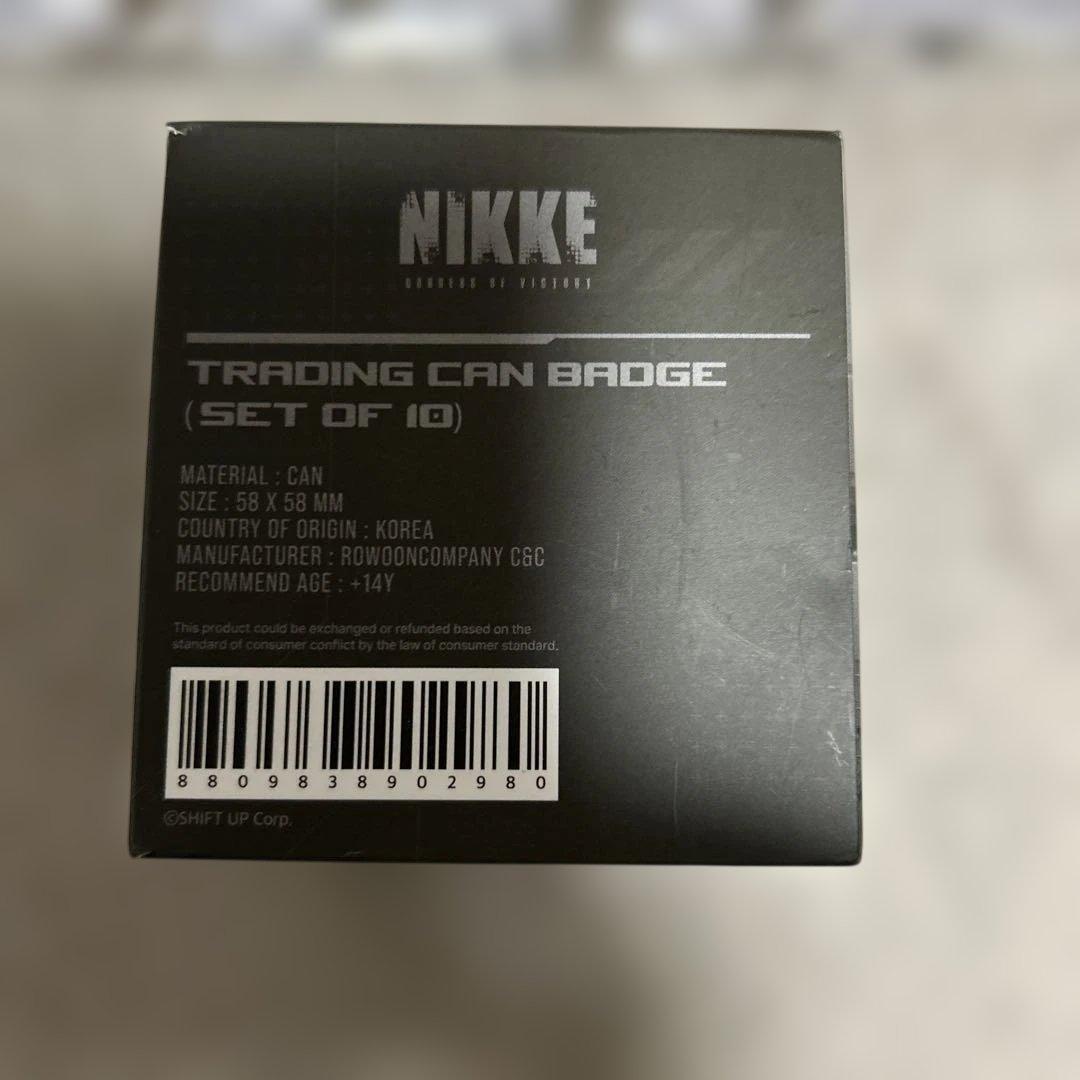 NIKKE
GODDESS OF VICTORY
TRADING CAN BADGE
(SET OF 10)
MATERIAL : CAN
SIZE : 58 X 58 MM
COUNTRY OF ORIGIN : KOREA
MANUFACTURER : ROWOONCOMPANY C&C
RECOMMEND AGE : +14Y
This product could be exchanged or refunded based on the
standard of consumer conflict by the law of consumer standard.
8809838902980
©SHIFT UP Corp.